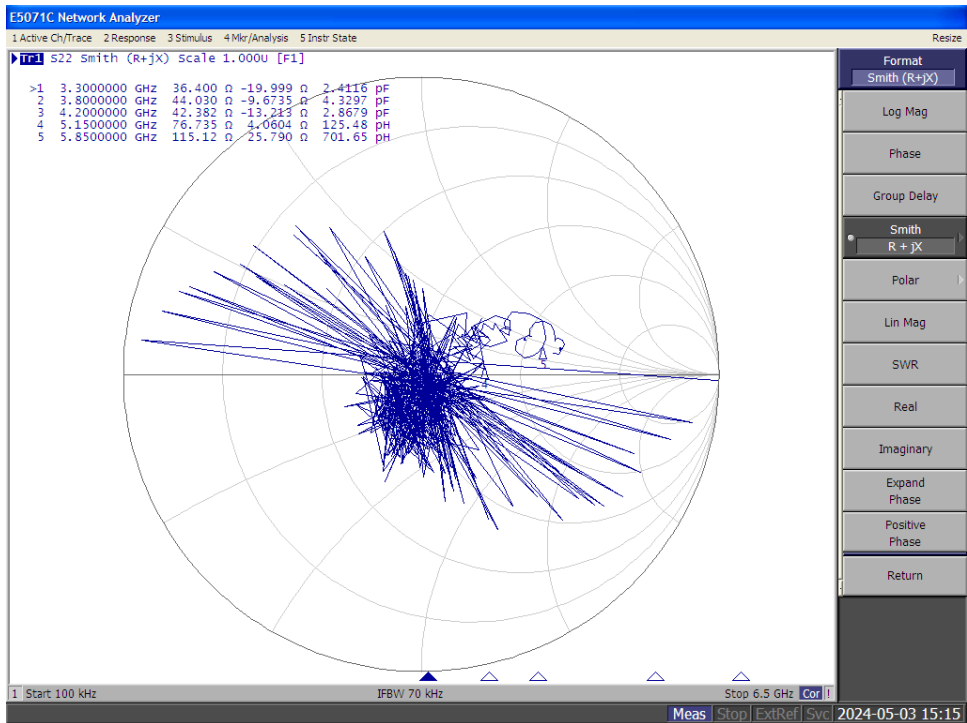 E5071C Network Analyzer
1 Active Ch/Trace 2 Response 3 Stimulus 4 Mkr/Analysis 5 Instr State Resize
Tr1 S22 Smith (R+jX) Scale 1.000U [F1]
>1 3.3000000 GHz 36.400 Ω -19.999 Ω 2.4116 pF
2 3.8000000 GHz 44.030 Ω -9.6735 Ω 4.3297 pF
3 4.2000000 GHz 42.382 Ω -13.213 Ω 2.8679 pF
4 5.1500000 GHz 76.735 Ω 4.0604 Ω 125.48 pH
5 5.8500000 GHz 115.12 Ω 25.790 Ω 701.65 pH
5
Format
Smith (R+jX)
Log Mag
Phase
Group Delay
Smith
R + jX
Polar
Lin Mag
SWR
Real
Imaginary
Expand
Phase
Positive
Phase
Return
1 Start 100 kHz IFBW 70 kHz Stop 6.5 GHz Cor !
Meas Stop ExtRef Svc 2024-05-03 15:15